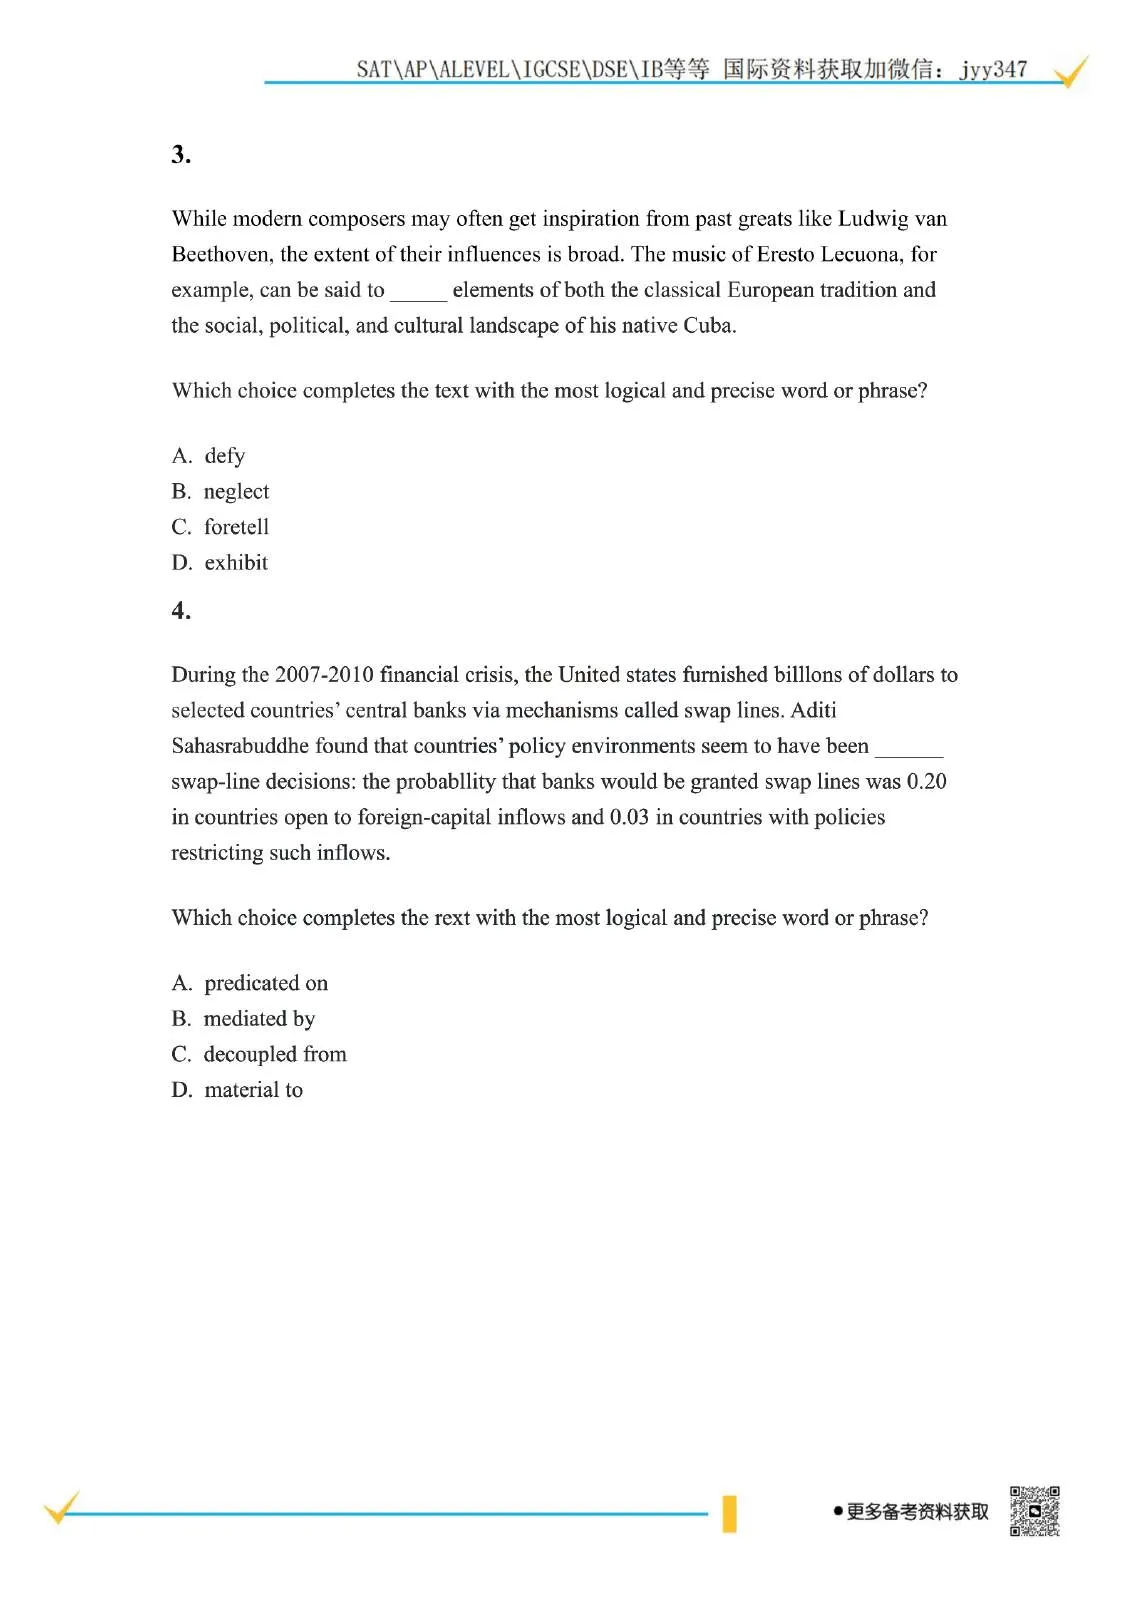 SAT\AP\ALEVEL\IGCSE\DSE\IB等等 国际资料获取加微信：jyy347
3.
While modern composers may often get inspiration from past greats like Ludwig van
Beethoven, the extent of their influences is broad. The music of Eresto Lecuona, for
example, can be said to _____ elements of both the classical European tradition and
the social, political, and cultural landscape of his native Cuba.
Which choice completes the text with the most logical and precise word or phrase?
A. defy
B. neglect
C. foretell
D. exhibit
4.
During the 2007-2010 financial crisis, the United states furnished billlons of dollars to
selected countries’ central banks via mechanisms called swap lines. Aditi
Sahasrabuddhe found that countries’ policy environments seem to have been ______
swap-line decisions: the probabllity that banks would be granted swap lines was 0.20
in countries open to foreign-capital inflows and 0.03 in countries with policies
restricting such inflows.
Which choice completes the rext with the most logical and precise word or phrase?
A. predicated on
B. mediated by
C. decoupled from
D. material to
●更多备考资料获取